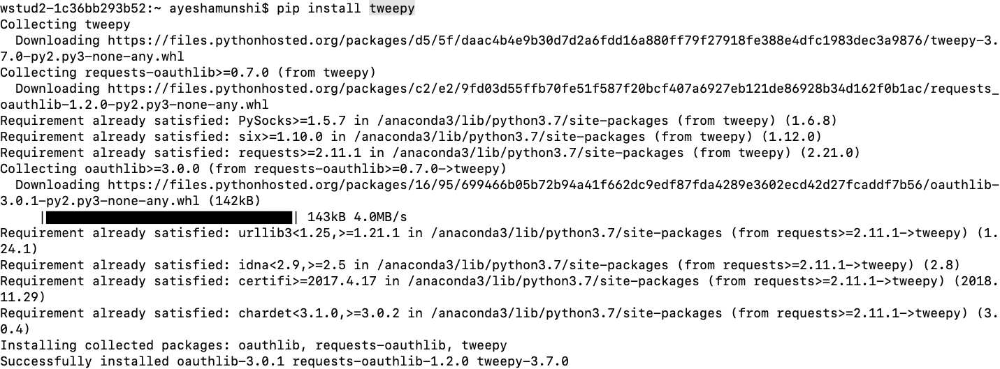 wstud2-1c36bb293b52:~ ayeshamunshi$ pip install tweepy
Collecting tweepy
  Downloading https://files.pythonhosted.org/packages/d5/5f/daac4b4e9b30d7d2a6fdd16a880ff79f27918fe388e4dfc1983dec3a9876/tweepy-3.
7.0-py2.py3-none-any.whl
Collecting requests-oauthlib>=0.7.0 (from tweepy)
  Downloading https://files.pythonhosted.org/packages/c2/e2/9fd03d55ffb70fe51f587f20bcf407a6927eb121de86928b34d162f0b1ac/requests_
oauthlib-1.2.0-py2.py3-none-any.whl
Requirement already satisfied: PySocks>=1.5.7 in /anaconda3/lib/python3.7/site-packages (from tweepy) (1.6.8)
Requirement already satisfied: six>=1.10.0 in /anaconda3/lib/python3.7/site-packages (from tweepy) (1.12.0)
Requirement already satisfied: requests>=2.11.1 in /anaconda3/lib/python3.7/site-packages (from tweepy) (2.21.0)
Collecting oauthlib>=3.0.0 (from requests-oauthlib>=0.7.0->tweepy)
  Downloading https://files.pythonhosted.org/packages/16/95/699466b05b72b94a41f662dc9edf87fda4289e3602ecd42d27fcaddf7b56/oauthlib-
3.0.1-py2.py3-none-any.whl (142kB)
     |████████████████████████████████| 143kB 4.0MB/s
Requirement already satisfied: urllib3<1.25,>=1.21.1 in /anaconda3/lib/python3.7/site-packages (from requests>=2.11.1->tweepy) (1.
24.1)
Requirement already satisfied: idna<2.9,>=2.5 in /anaconda3/lib/python3.7/site-packages (from requests>=2.11.1->tweepy) (2.8)
Requirement already satisfied: certifi>=2017.4.17 in /anaconda3/lib/python3.7/site-packages (from requests>=2.11.1->tweepy) (2018.
11.29)
Requirement already satisfied: chardet<3.1.0,>=3.0.2 in /anaconda3/lib/python3.7/site-packages (from requests>=2.11.1->tweepy) (3.
0.4)
Installing collected packages: oauthlib, requests-oauthlib, tweepy
Successfully installed oauthlib-3.0.1 requests-oauthlib-1.2.0 tweepy-3.7.0